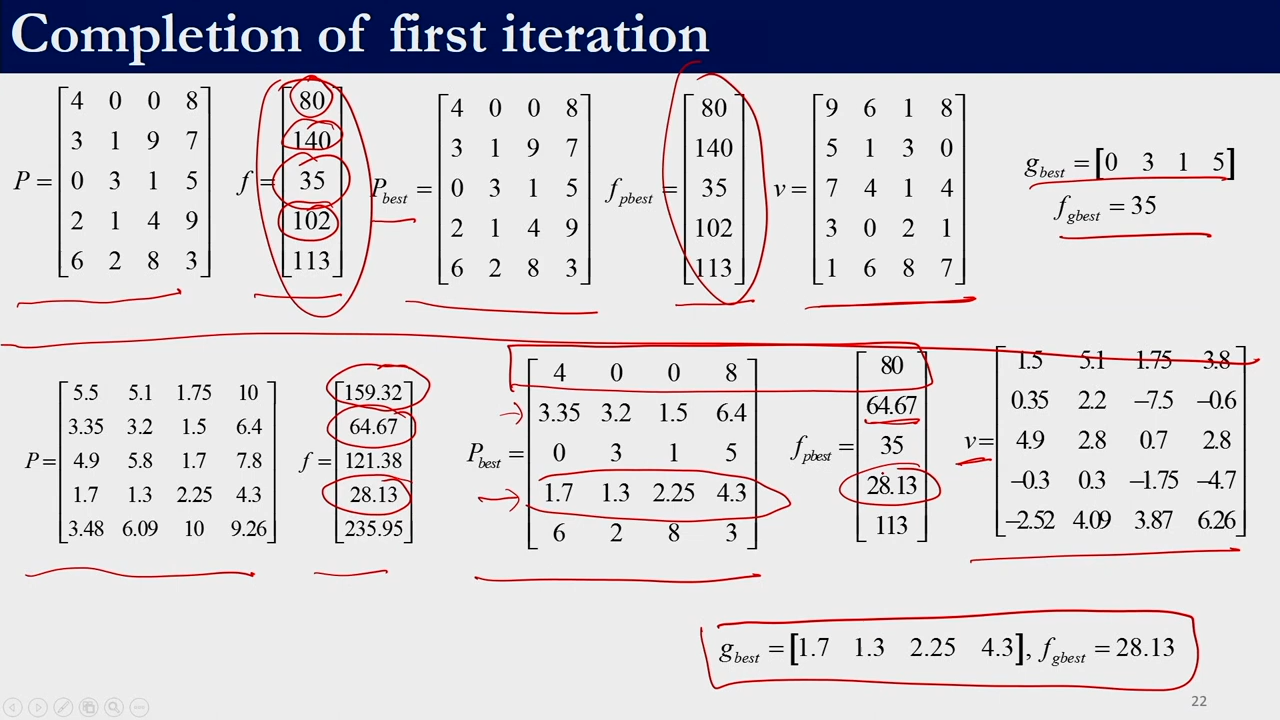 Completion of first iteration
P = [4 0 0 8
3 1 9 7
0 3 1 5
2 1 4 9
6 2 8 3]
f = [80
140
35
102
113]
Pbest = [4 0 0 8
3 1 9 7
0 3 1 5
2 1 4 9
6 2 8 3]
fpbest = [80
140
35
102
113]
v = [9 6 1 8
5 1 3 0
7 4 1 4
3 0 2 1
1 6 8 7]
gbest = [0 3 1 5]
fgbest = 35
P = [5.5 5.1 1.75 10
3.35 3.2 1.5 6.4
4.9 5.8 1.7 7.8
1.7 1.3 2.25 4.3
3.48 6.09 10 9.26]
f = [159.32
64.67
121.38
28.13
235.95]
Pbest = [4 0 0 8
3.35 3.2 1.5 6.4
0 3 1 5
1.7 1.3 2.25 4.3
6 2 8 3]
fpbest = [80
64.67
35
28.13
113]
v = [1.5 5.1 1.75 3.8
0.35 2.2 −7.5 −0.6
4.9 2.8 0.7 2.8
−0.3 0.3 −1.75 −4.7
−2.52 4.09 3.87 6.26]
gbest = [1.7 1.3 2.25 4.3], fgbest = 28.13
22